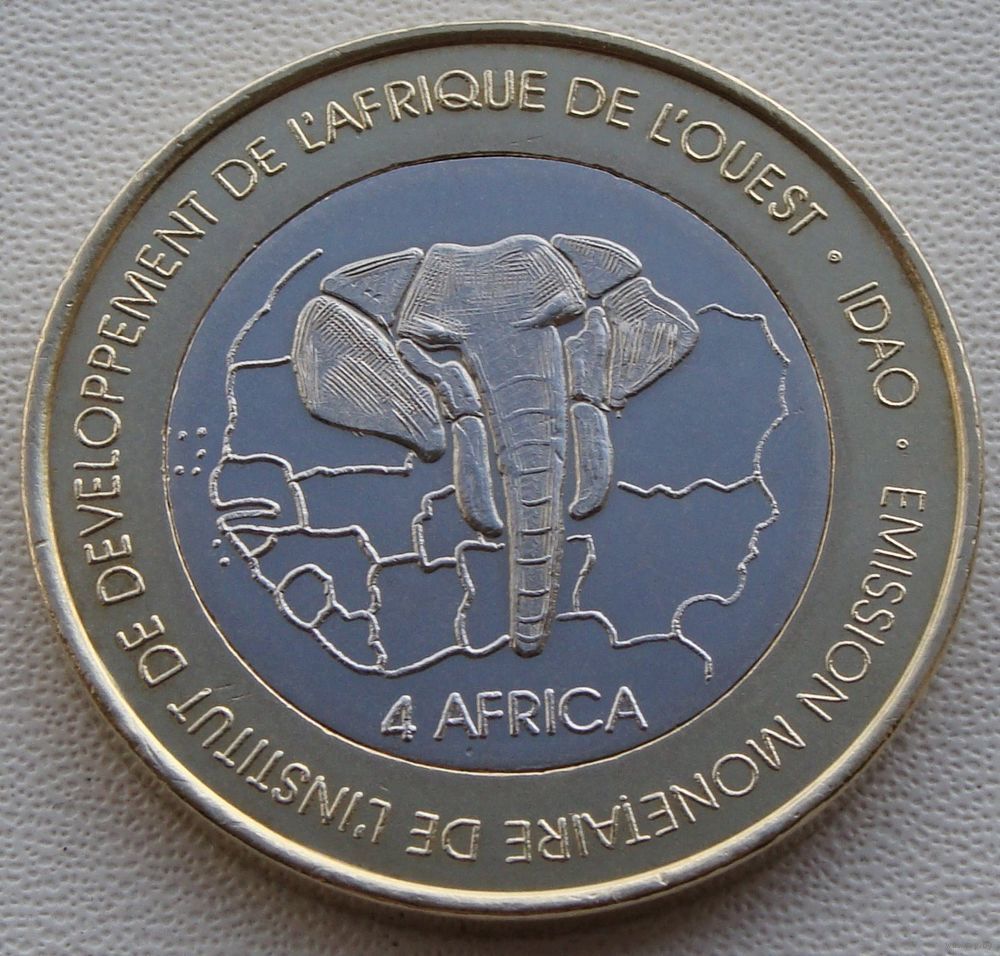 EMISSION MONETAIRE DE L'INSTITUT DE DEVELOPPEMENT DE L'AFRIQUE DE L'OUEST • IDAO •
4 AFRICA